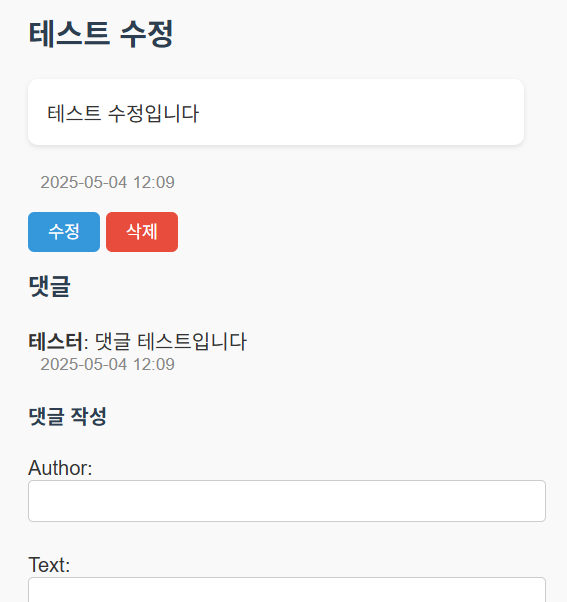 테스트 수정
테스트 수정입니다
2025-05-04 12:09
수정 삭제
댓글
테스터: 댓글 테스트입니다
2025-05-04 12:09
댓글 작성
Author:
Text: